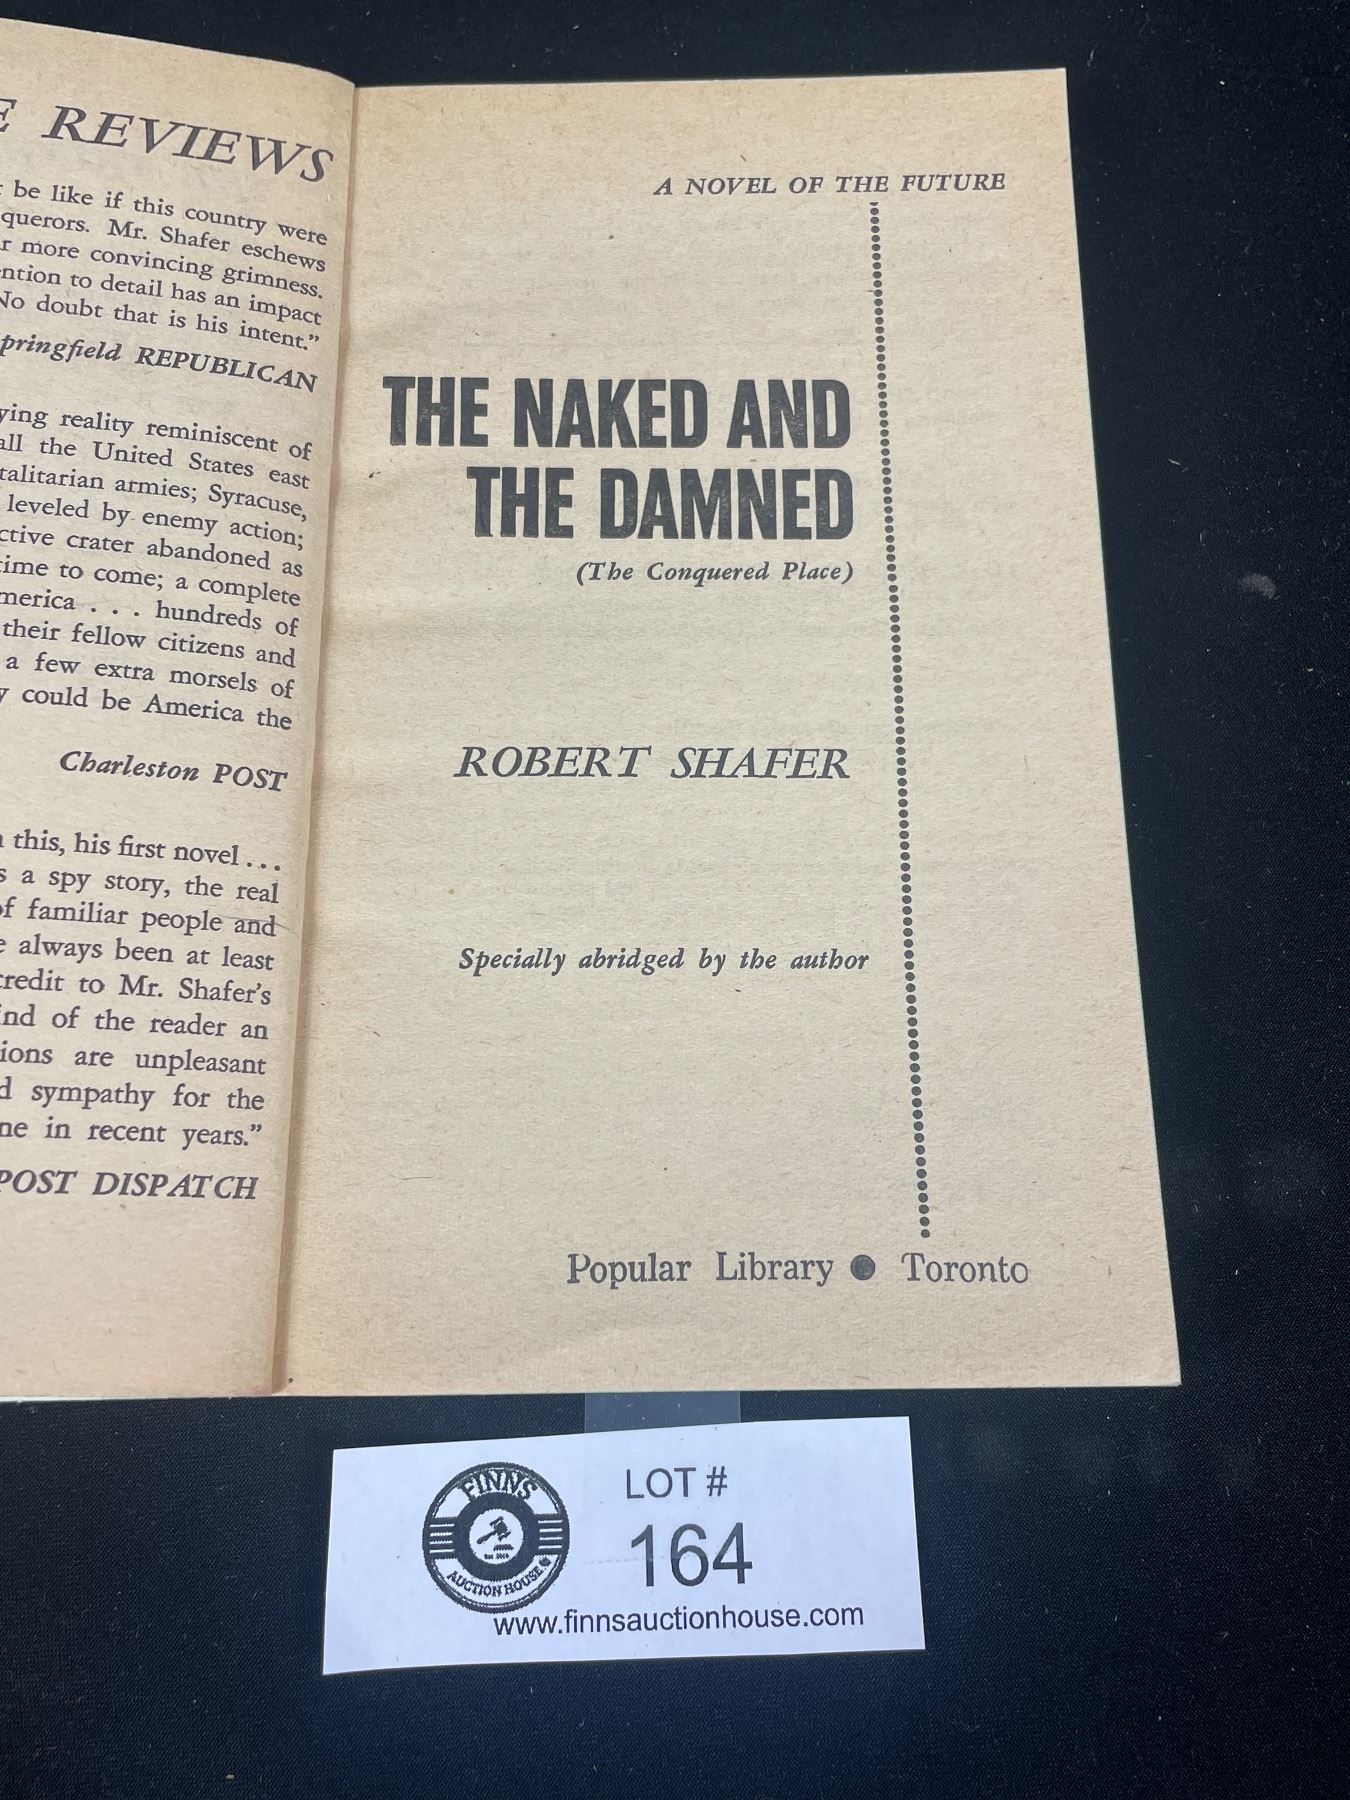 REVIEWS
be like if this country were
querors. Mr. Shafer eschews
more convincing grimness.
ention to detail has an impact
No doubt that is his intent.”
pringfield REPUBLICAN
ying reality reminiscent of
all the United States east
talitarian armies; Syracuse,
leveled by enemy action;
ctive crater abandoned as
time to come; a complete
merica . . . hundreds of
their fellow citizens and
a few extra morsels of
y could be America the
Charleston POST
this, his first novel . . .
s a spy story, the real
of familiar people and
always been at least
credit to Mr. Shafer's
ind of the reader an
ions are unpleasant
d sympathy for the
ne in recent years.”
POST DISPATCH
A NOVEL OF THE FUTURE
THE NAKED AND
THE DAMNED
(The Conquered Place)
ROBERT SHAFER
Specially abridged by the author
Popular Library ● Toronto
FINNS
AUCTION HOUSE
LOT #
164
www.finnsauctionhouse.com